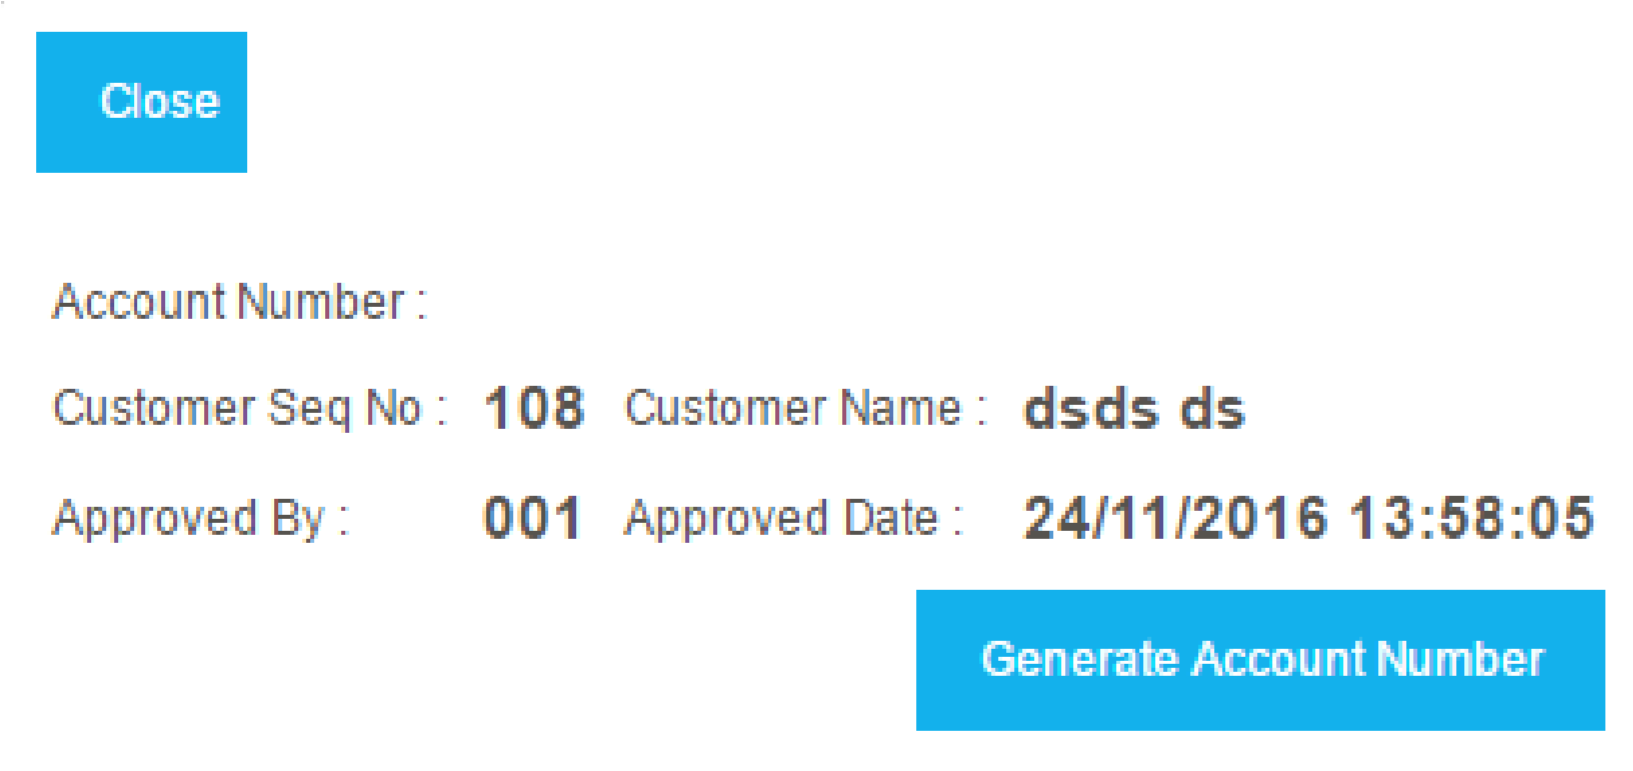 Close
Account Number :
Customer Seq No : 108 Customer Name : dsds ds
Approved By : 001 Approved Date : 24/11/2016 13:58:05
Generate Account Number